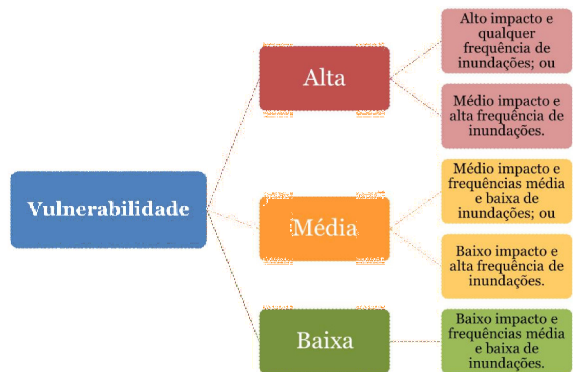 Vulnerabilidade
Alta
Alto impacto e
qualquer
frequência de
inundações; ou
Médio impacto e
alta frequência de
inundações.
Média
Médio impacto e
frequências média
e baixa de
inundações; ou
Baixo impacto e
alta frequência de
inundações.
Baixa
Baixo impacto e
frequências média
e baixa de
inundações.